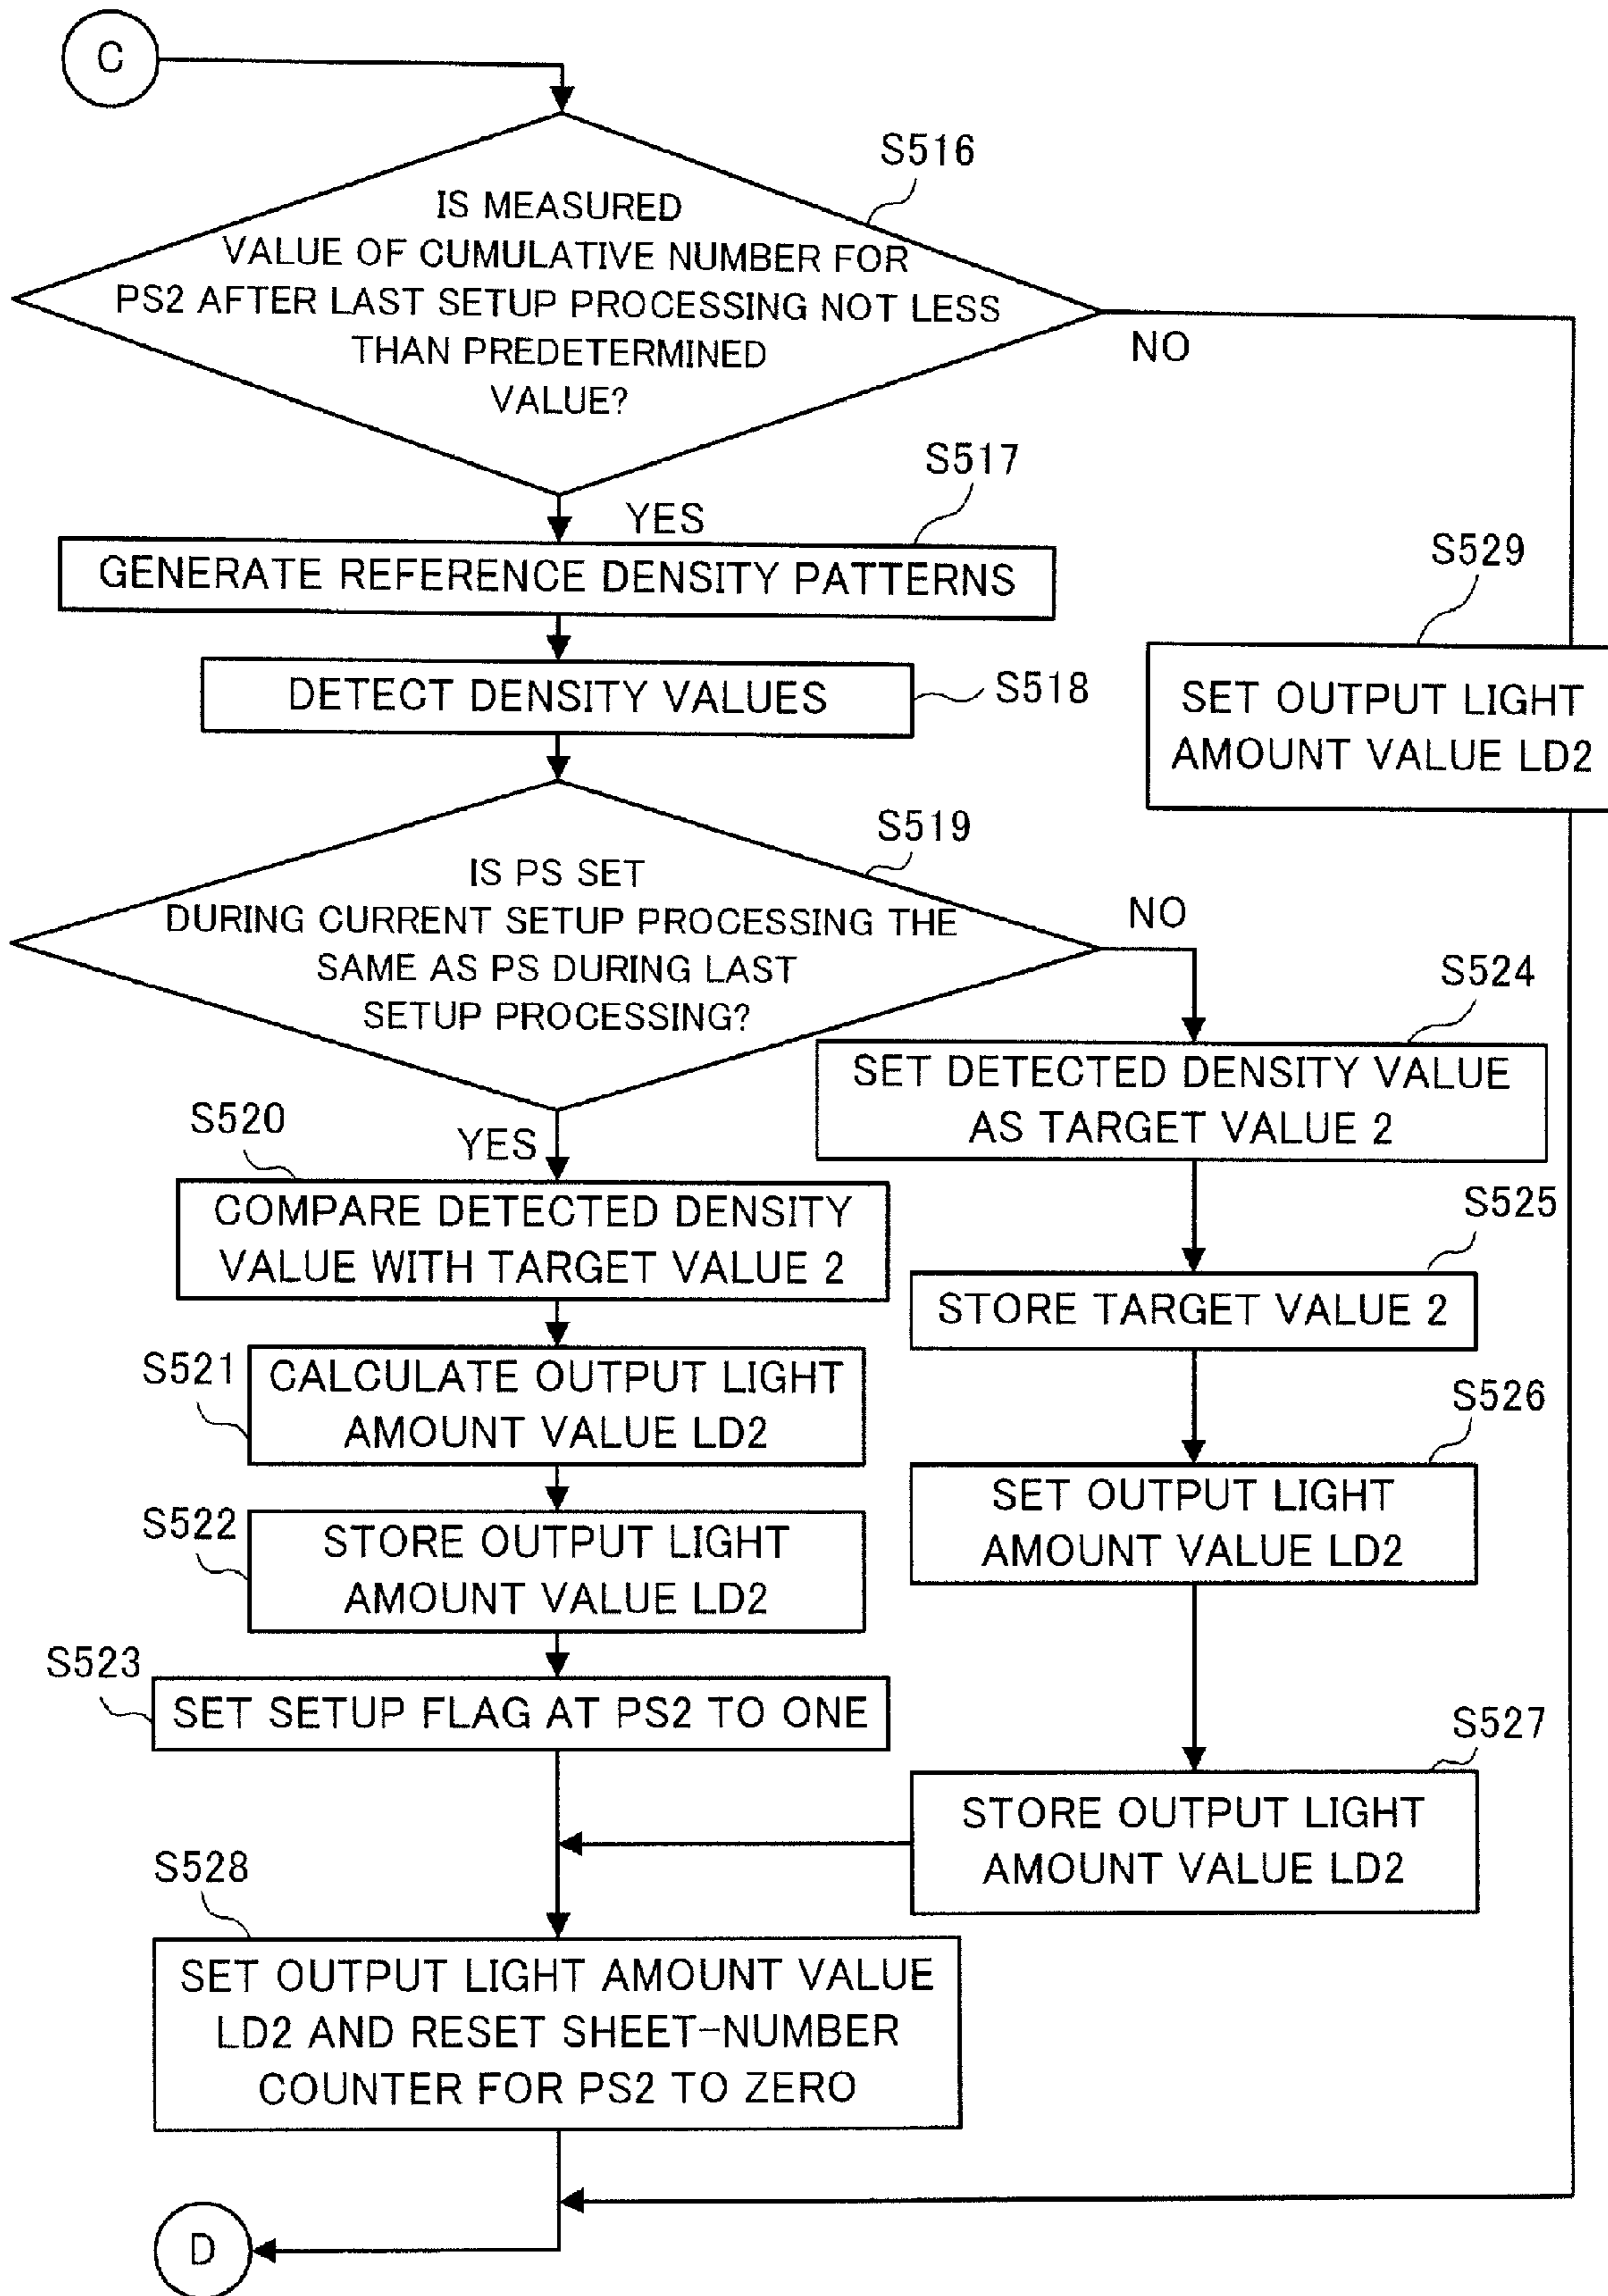 C
S516
IS MEASURED
VALUE OF CUMULATIVE NUMBER FOR
PS2 AFTER LAST SETUP PROCESSING NOT LESS
THAN PREDETERMINED
VALUE?
NO
YES
S517
GENERATE REFERENCE DENSITY PATTERNS
S529
SET OUTPUT LIGHT
AMOUNT VALUE LD2
DETECT DENSITY VALUES
S518
S519
IS PS SET
DURING CURRENT SETUP PROCESSING THE
SAME AS PS DURING LAST
SETUP PROCESSING?
NO
YES
S524
SET DETECTED DENSITY VALUE
AS TARGET VALUE 2
S520
COMPARE DETECTED DENSITY
VALUE WITH TARGET VALUE 2
S525
STORE TARGET VALUE 2
S521
CALCULATE OUTPUT LIGHT
AMOUNT VALUE LD2
S526
SET OUTPUT LIGHT
AMOUNT VALUE LD2
S522
STORE OUTPUT LIGHT
AMOUNT VALUE LD2
S523
SET SETUP FLAG AT PS2 TO ONE
S527
STORE OUTPUT LIGHT
AMOUNT VALUE LD2
S528
SET OUTPUT LIGHT AMOUNT VALUE
LD2 AND RESET SHEET-NUMBER
COUNTER FOR PS2 TO ZERO
D